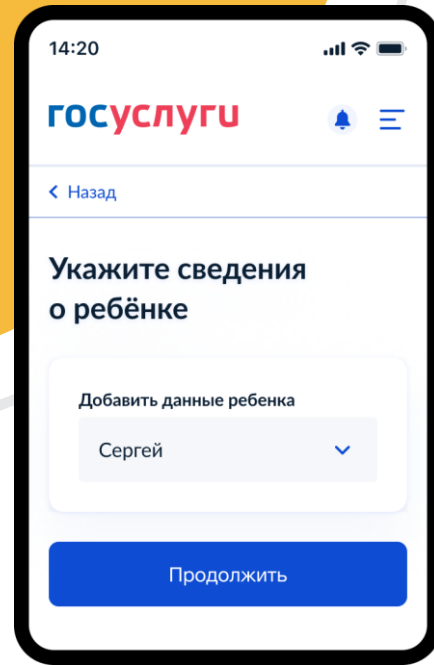 14:20
госуслуги
Назад
Укажите сведения
о ребёнке
Добавить данные ребенка
Сергей
Продолжить